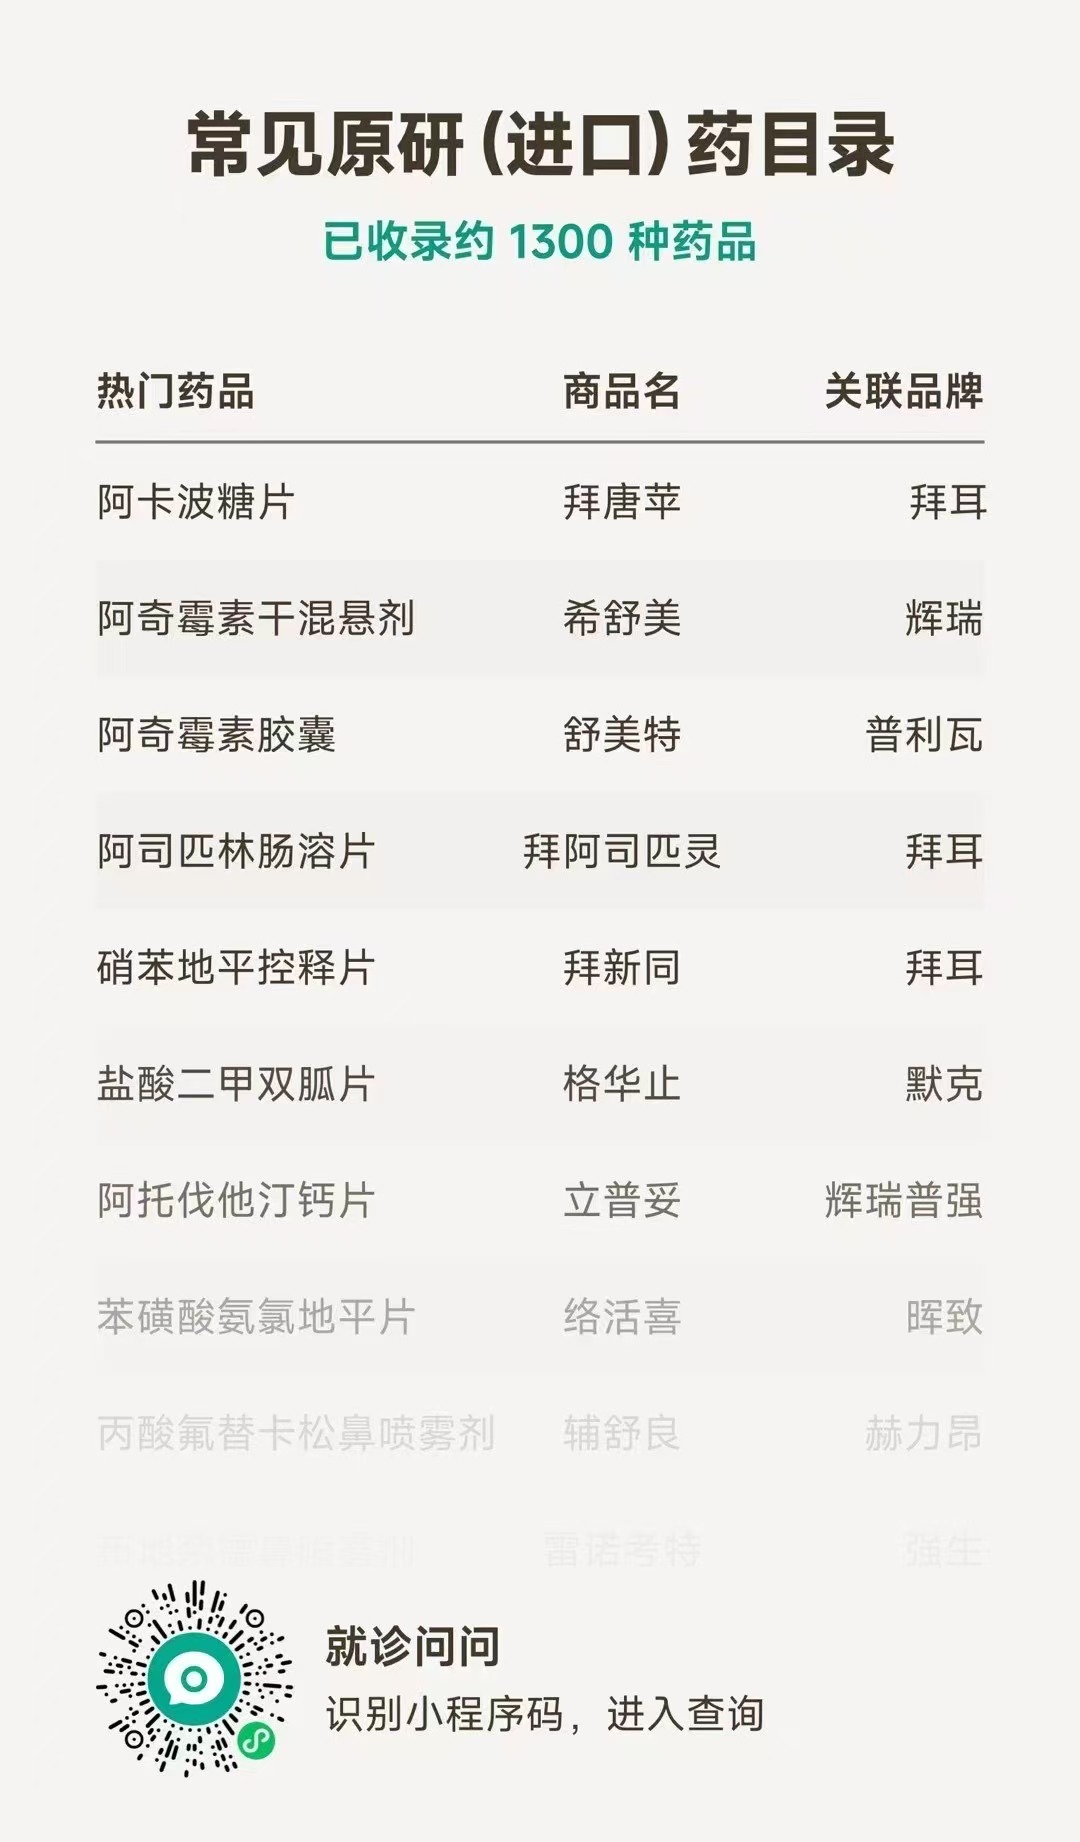 常见原研(进口)药目录
已收录约 1300 种药品
热门药品 商品名 关联品牌
阿卡波糖片 拜唐苹 拜耳
阿奇霉素干混悬剂 希舒美 辉瑞
阿奇霉素胶囊 舒美特 普利瓦
阿司匹林肠溶片 拜阿司匹灵 拜耳
硝苯地平控释片 拜新同 拜耳
盐酸二甲双胍片 格华止 默克
阿托伐他汀钙片 立普妥 辉瑞普强
苯磺酸氨氯地平片 络活喜 晖致
丙酸氟替卡松鼻喷雾剂 辅舒良 赫力昂
雷诺考特 强生
就诊问问
识别小程序码，进入查询